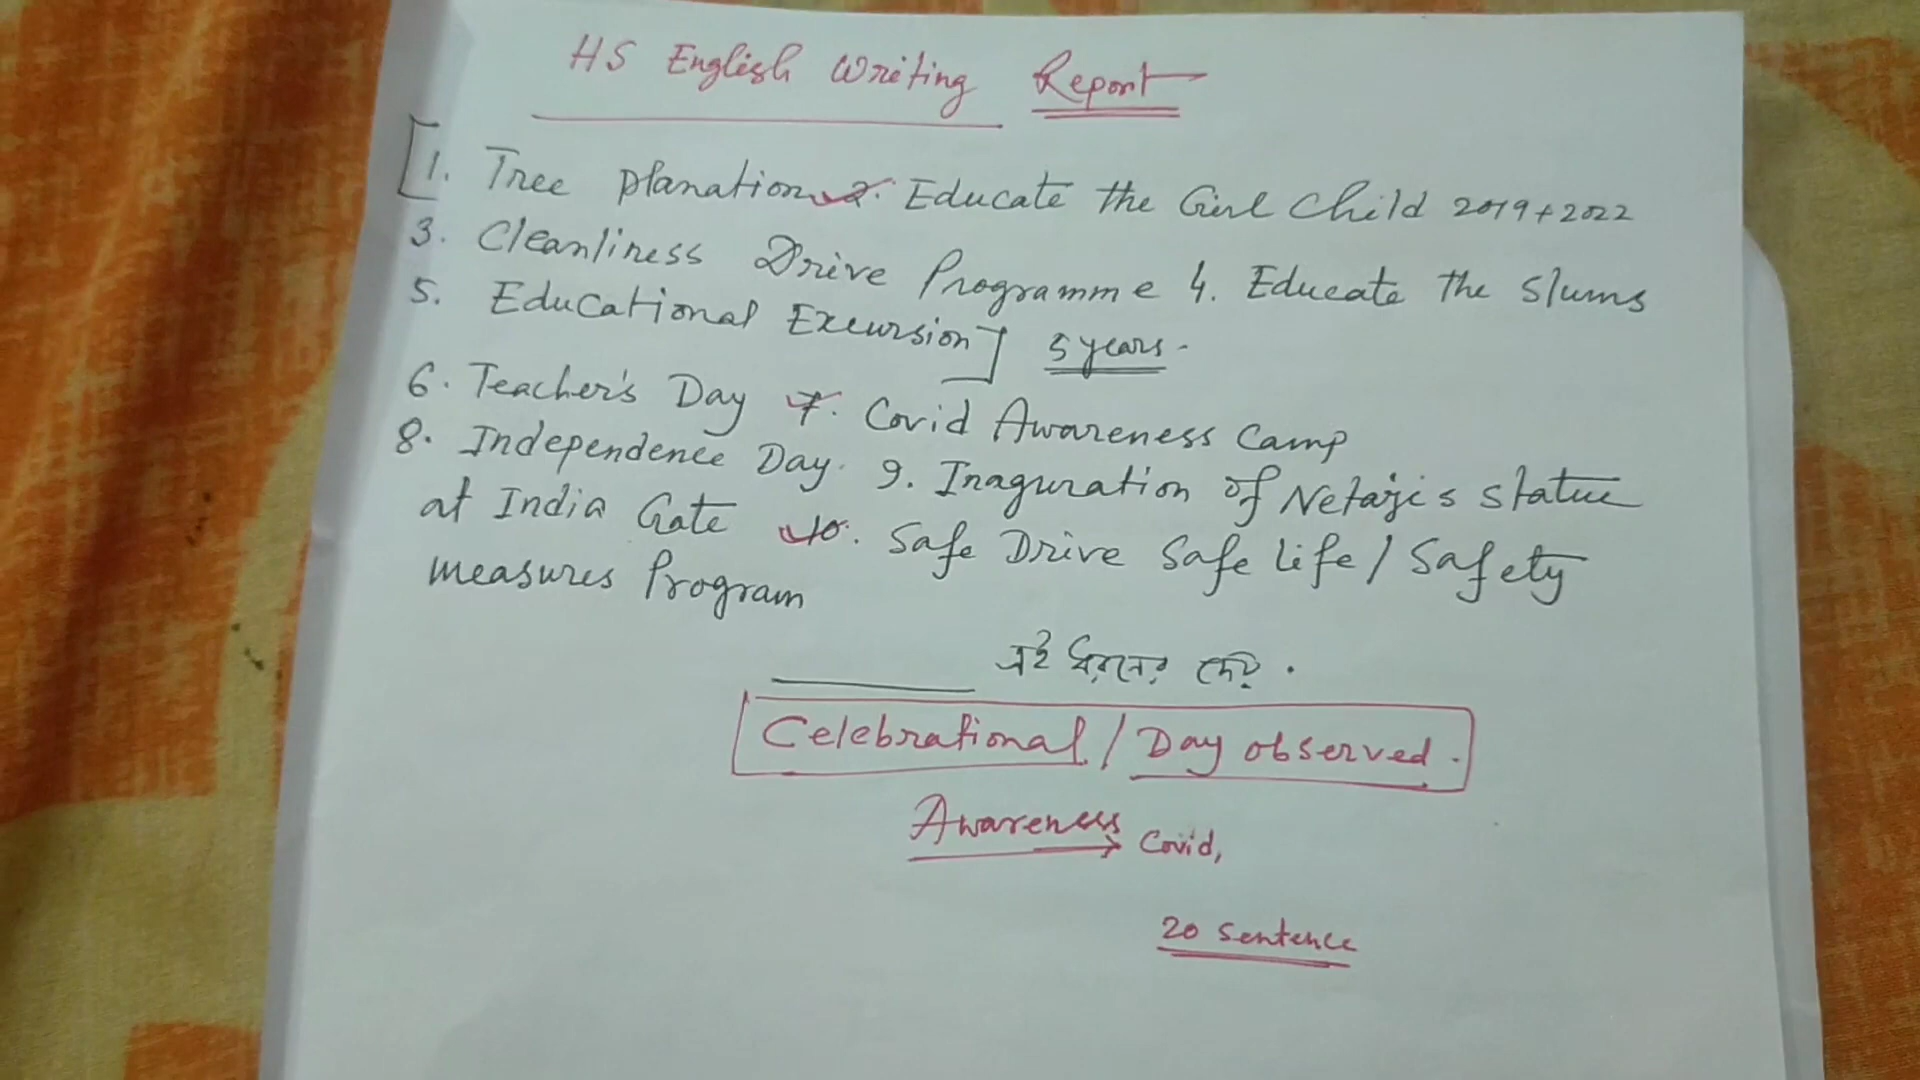 HS English Writing Report
1. Tree planation 2. Educate the Girl Child 2019+2022
3. Cleanliness Drive Programme 4. Educate the Slums
5. Educational Excursion] 5 years.
6. Teacher's Day 7. Covid Awareness Camp
8. Independence Day. 9. Inaguration of Netajis statue
at India Gate 10. Safe Drive Safe life / Safety
measures Program
এই ধরনের
Celebrational / Day observed.
Awareness → Covid,
20 sentence